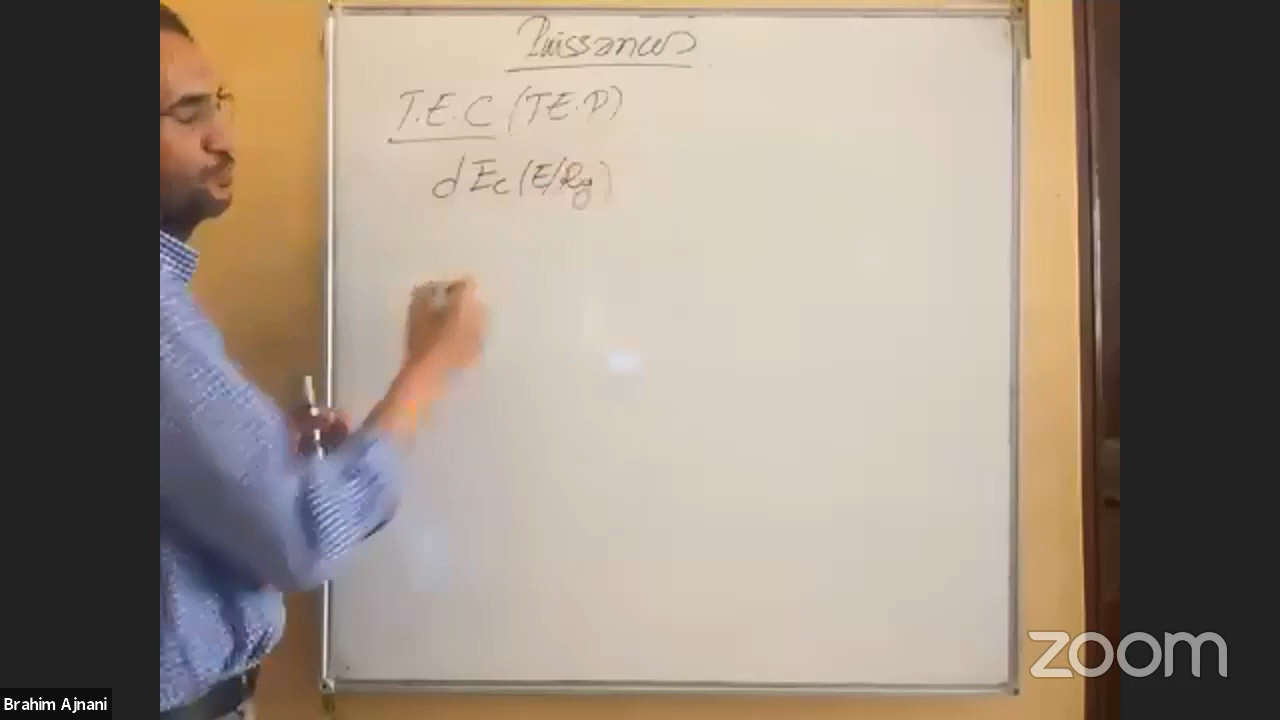 Puissances
T.E.C (T.E.P)
dEc (E/Rg)
zoom
Brahim Ajnani